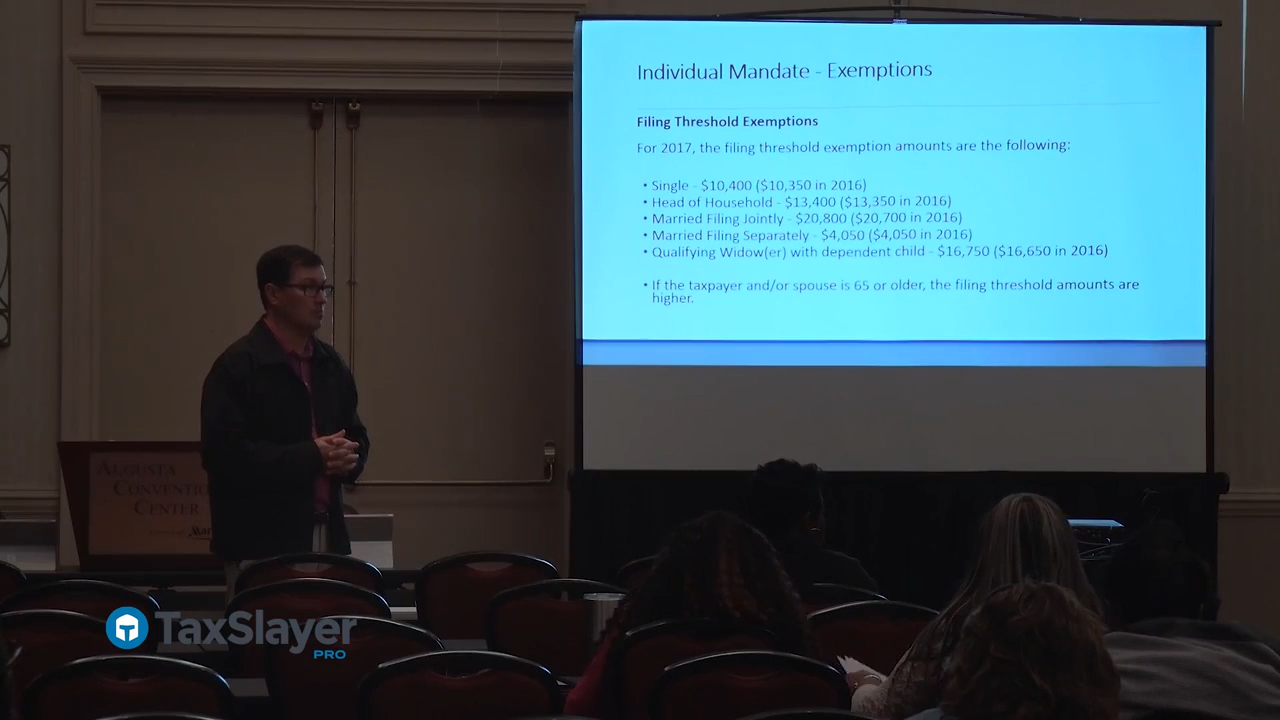 Individual Mandate - Exemptions
Filing Threshold Exemptions
For 2017, the filing threshold exemption amounts are the following:
• Single - $10,400 ($10,350 in 2016)
• Head of Household - $13,400 ($13,350 in 2016)
• Married Filing Jointly - $20,800 ($20,700 in 2016)
• Married Filing Separately - $4,050 ($4,050 in 2016)
• Qualifying Widow(er) with dependent child - $16,750 ($16,650 in 2016)
• If the taxpayer and/or spouse is 65 or older, the filing threshold amounts are
higher.
AUGUSTA
CONVENTIO
CENTER
TaxSlayer
PRO